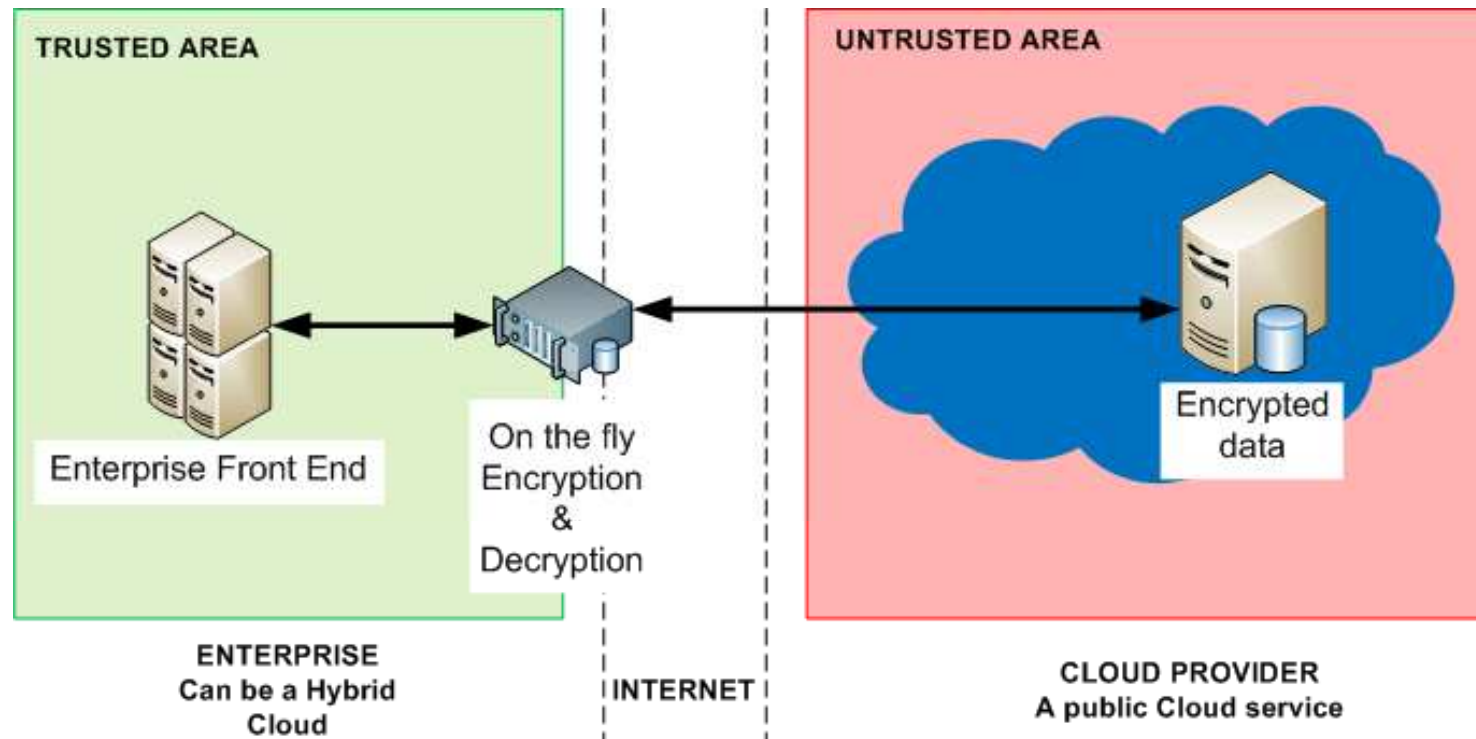 TRUSTED AREA
UNTRUSTED AREA
Enterprise Front End
On the fly
Encryption
&
Decryption
Encrypted
data
ENTERPRISE
Can be a Hybrid
Cloud
INTERNET
CLOUD PROVIDER
A public Cloud service